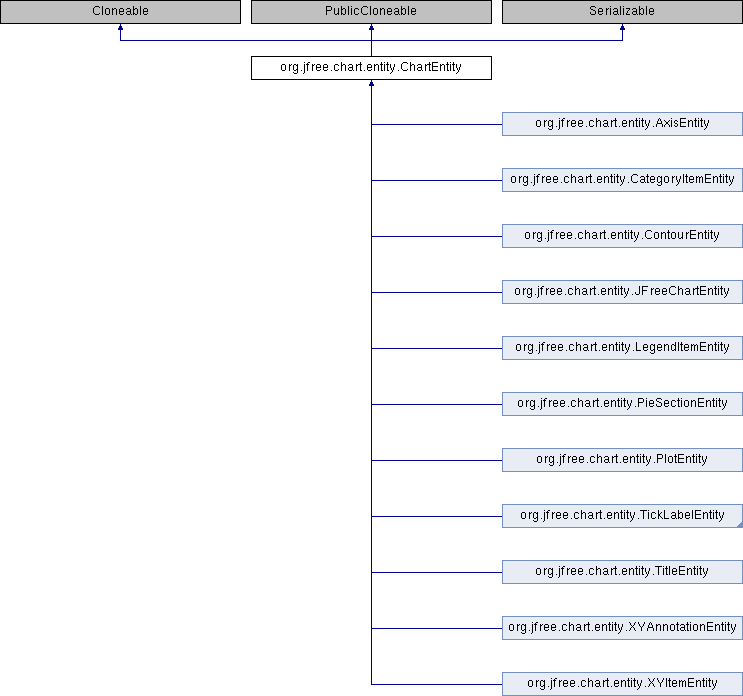 Cloneable
PublicCloneable
Serializable
org.jfree.chart.entity.ChartEntity
org.jfree.chart.entity.AxisEntity
org.jfree.chart.entity.CategoryItemEntity
org.jfree.chart.entity.ContourEntity
org.jfree.chart.entity.JFreeChartEntity
org.jfree.chart.entity.LegendItemEntity
org.jfree.chart.entity.PieSectionEntity
org.jfree.chart.entity.PlotEntity
org.jfree.chart.entity.TickLabelEntity
org.jfree.chart.entity.TitleEntity
org.jfree.chart.entity.XYAnnotationEntity
org.jfree.chart.entity.XYItemEntity